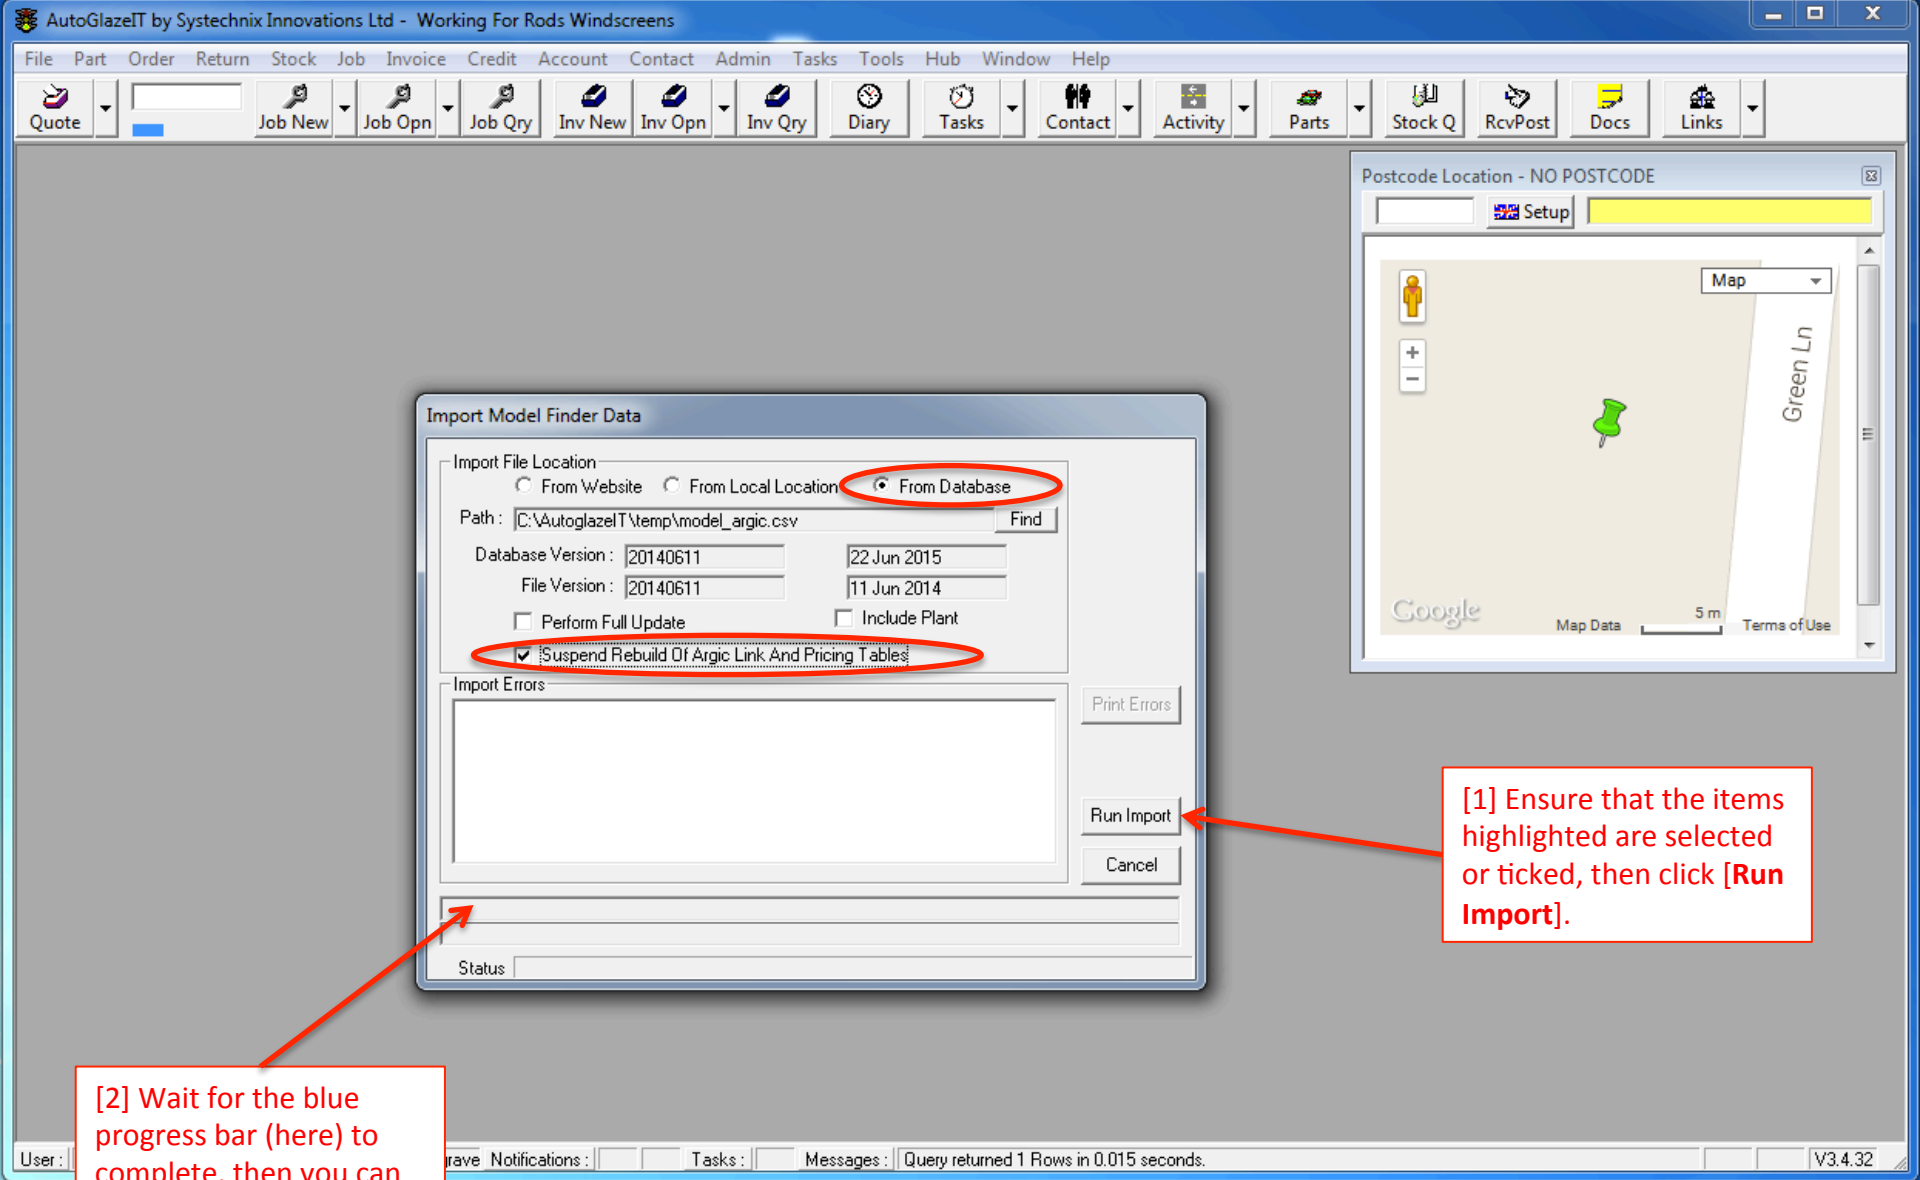 AutoGlazeIT by Systechnix Innovations Ltd - Working For Rods Windscreens
File Part Order Return Stock Job Invoice Credit Account Contact Admin Tasks Tools Hub Window Help
Quote Job New Job Opn Job Qry Inv New Inv Opn Inv Qry Diary Tasks Contact Activity Parts Stock Q RcvPost Docs Links
Postcode Location - NO POSTCODE
Setup
Map
Green Ln
Google
Map Data
5 m
Terms of Use
Import Model Finder Data
Import File Location
From Website From Local Location From Database
Path : C:\AutoglazeIT\temp\model_argic.csv Find
Database Version : 20140611 22 Jun 2015
File Version : 20140611 11 Jun 2014
Perform Full Update Include Plant
Suspend Rebuild Of Argic Link And Pricing Tables
Import Errors
Print Errors
Run Import
Cancel
Status
[1] Ensure that the items
highlighted are selected
or ticked, then click [Run
Import].
[2] Wait for the blue
progress bar (here) to
complete, then you can
User : rave Notifications : Tasks : Messages : Query returned 1 Rows in 0.015 seconds. V3.4.32